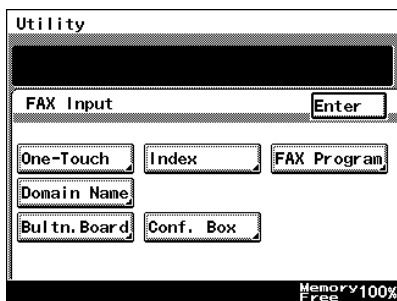 Utility
FAX Input
Enter
One-Touch
Index
FAX Program
Domain Name
Bultn.Board
Conf. Box
Memory
Free 100%